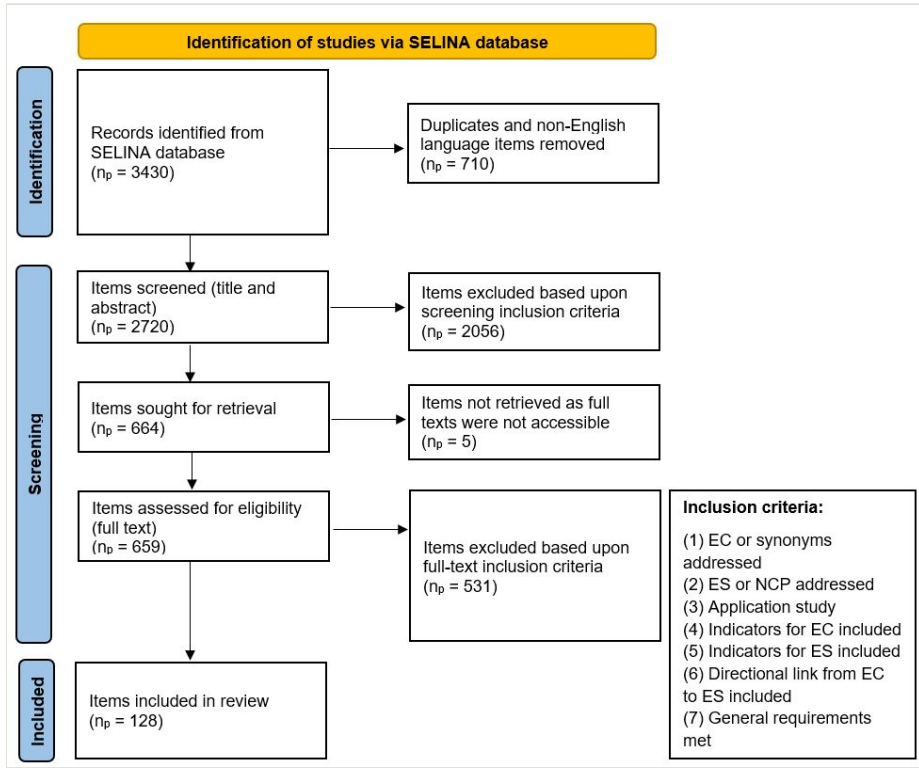 Identification of studies via SELINA database
Identification
Records identified from
SELINA database
(nₚ = 3430)
Duplicates and non-English
language items removed
(nₚ = 710)
Screening
Items screened (title and
abstract)
(nₚ = 2720)
Items excluded based upon
screening inclusion criteria
(nₚ = 2056)
Items sought for retrieval
(nₚ = 664)
Items not retrieved as full
texts were not accessible
(nₚ = 5)
Items assessed for eligibility
(full text)
(nₚ = 659)
Items excluded based upon
full-text inclusion criteria
(nₚ = 531)
Inclusion criteria:
(1) EC or synonyms
addressed
(2) ES or NCP addressed
(3) Application study
(4) Indicators for EC included
(5) Indicators for ES included
(6) Directional link from EC
to ES included
(7) General requirements
met
Included
Items included in review
(nₚ = 128)